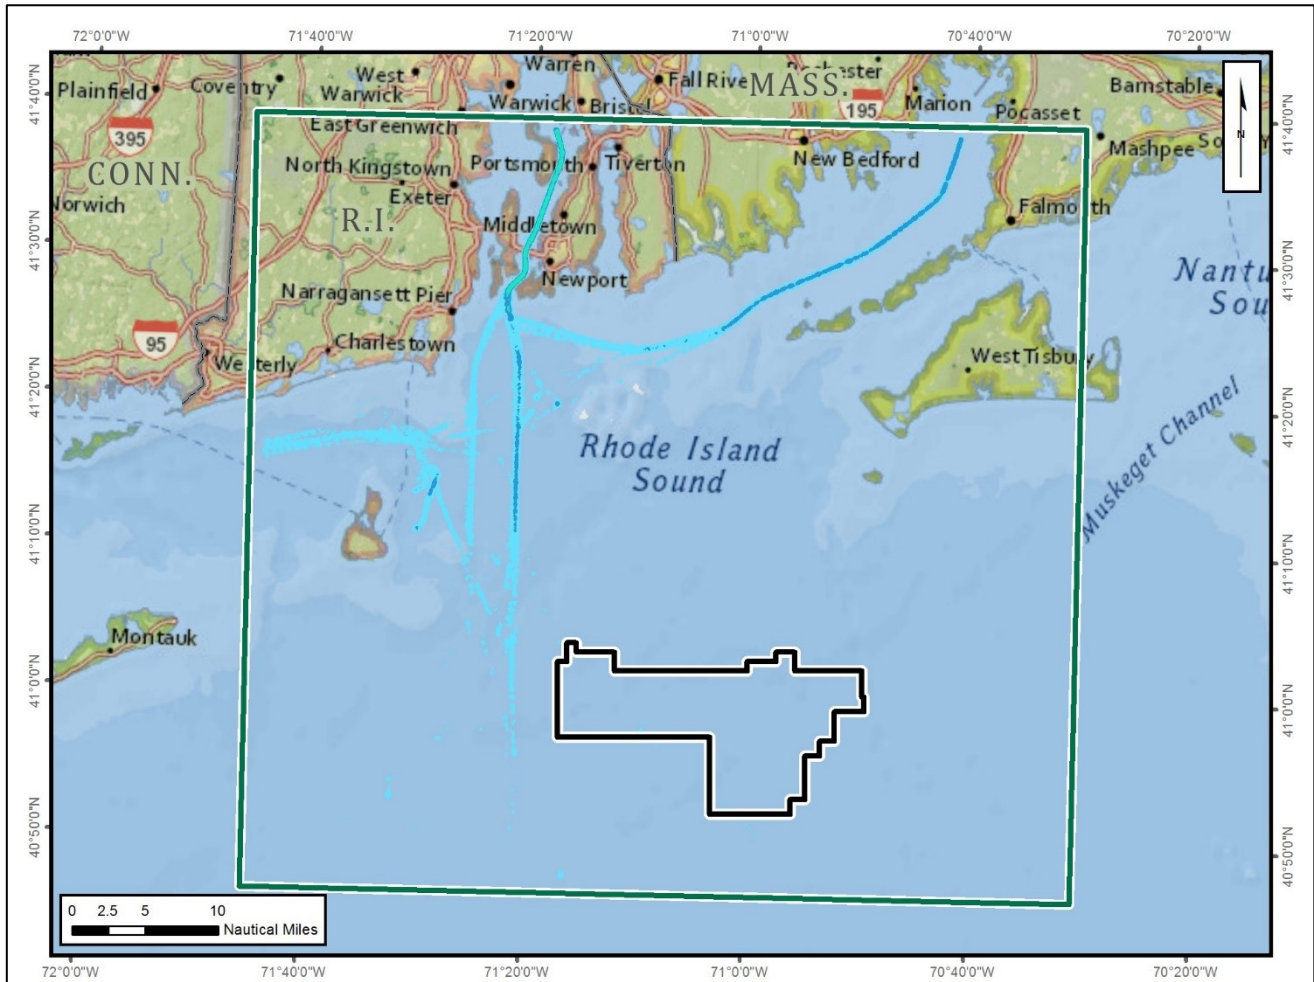 72°0'0"W 71°40'0"W 71°20'0"W 71°0'0"W 70°40'0"W 70°20'0"W
41°40'0"N
41°30'0"N
41°20'0"N
41°10'0"N
41°0'0"N
40°50'0"N
Plainfield
Coventry
West
Warwick
Warren
Warwick
Bristol
Fall River
MASS.
195
Marion
Pocasset
Barnstable
N
395
East Greenwich
CONN.
Norwich
North Kingstown
Exeter
R.I.
Portsmouth
Tiverton
New Bedford
Mashpee
Middletown
Falmouth
Newport
Narragansett Pier
Charlestown
95
Westerly
West Tisbury
Rhode Island
Sound
Muskeget Channel
Montauk
41°40'0"N
41°30'0"N
41°20'0"N
41°10'0"N
41°0'0"N
40°50'0"N
0 2.5 5 10
Nautical Miles
72°0'0"W 71°40'0"W 71°20'0"W 71°0'0"W 70°40'0"W 70°20'0"W